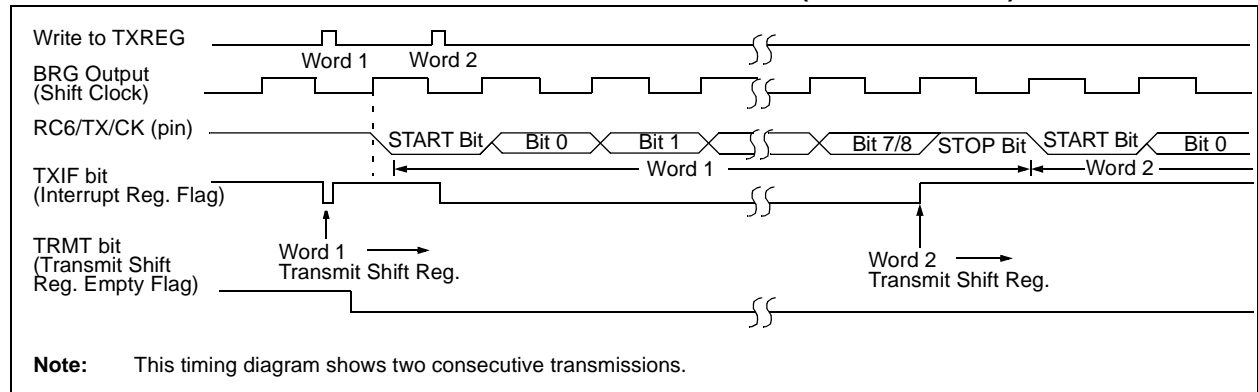 Write to TXREG
Word 1 Word 2
BRG Output
(Shift Clock)
RC6/TX/CK (pin)
START Bit Bit 0 Bit 1 Bit 7/8 STOP Bit START Bit Bit 0
Word 1 Word 2
TXIF bit
(Interrupt Reg. Flag)
Word 1
Transmit Shift Reg.
Word 2
Transmit Shift Reg.
TRMT bit
(Transmit Shift
Reg. Empty Flag)
Note: This timing diagram shows two consecutive transmissions.